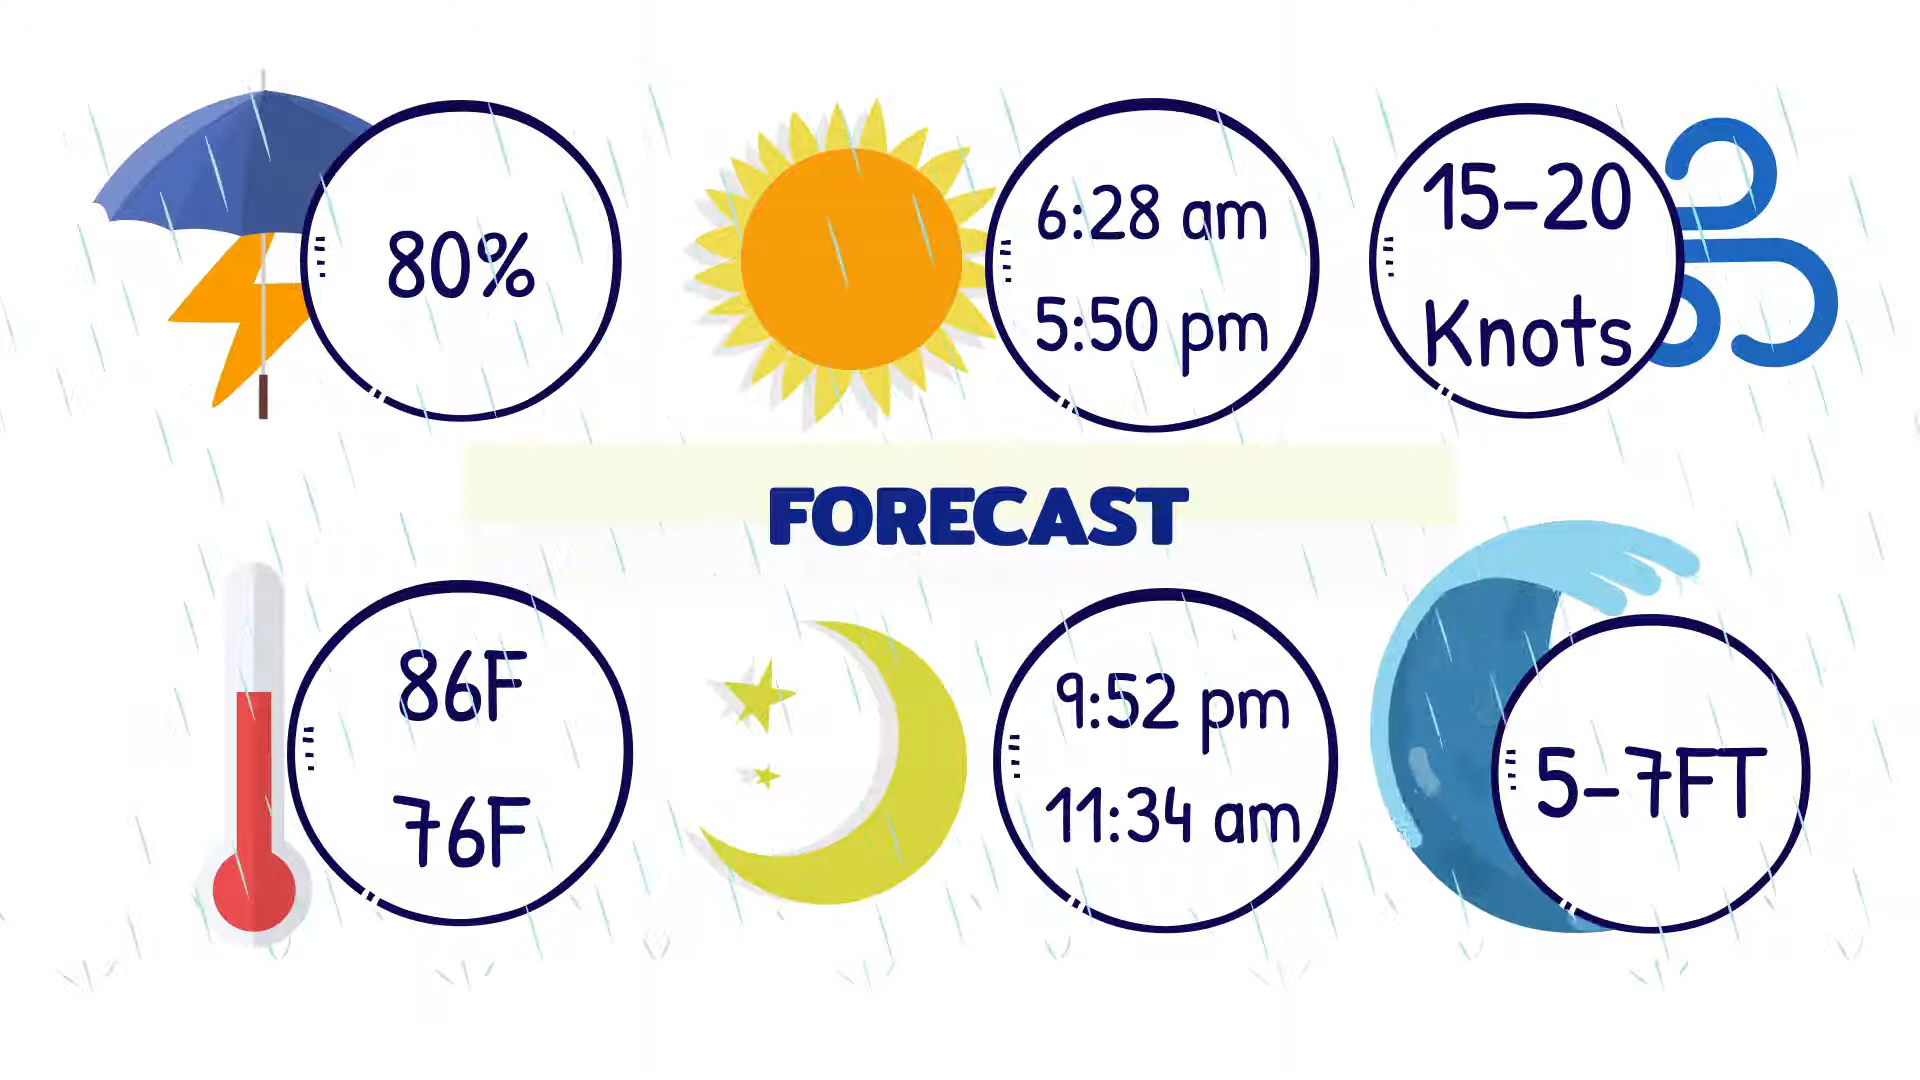 80%
6:28 am
5:50 pm
15-20
Knots
FORECAST
86F
76F
9:52 pm
11:34 am
5-7FT